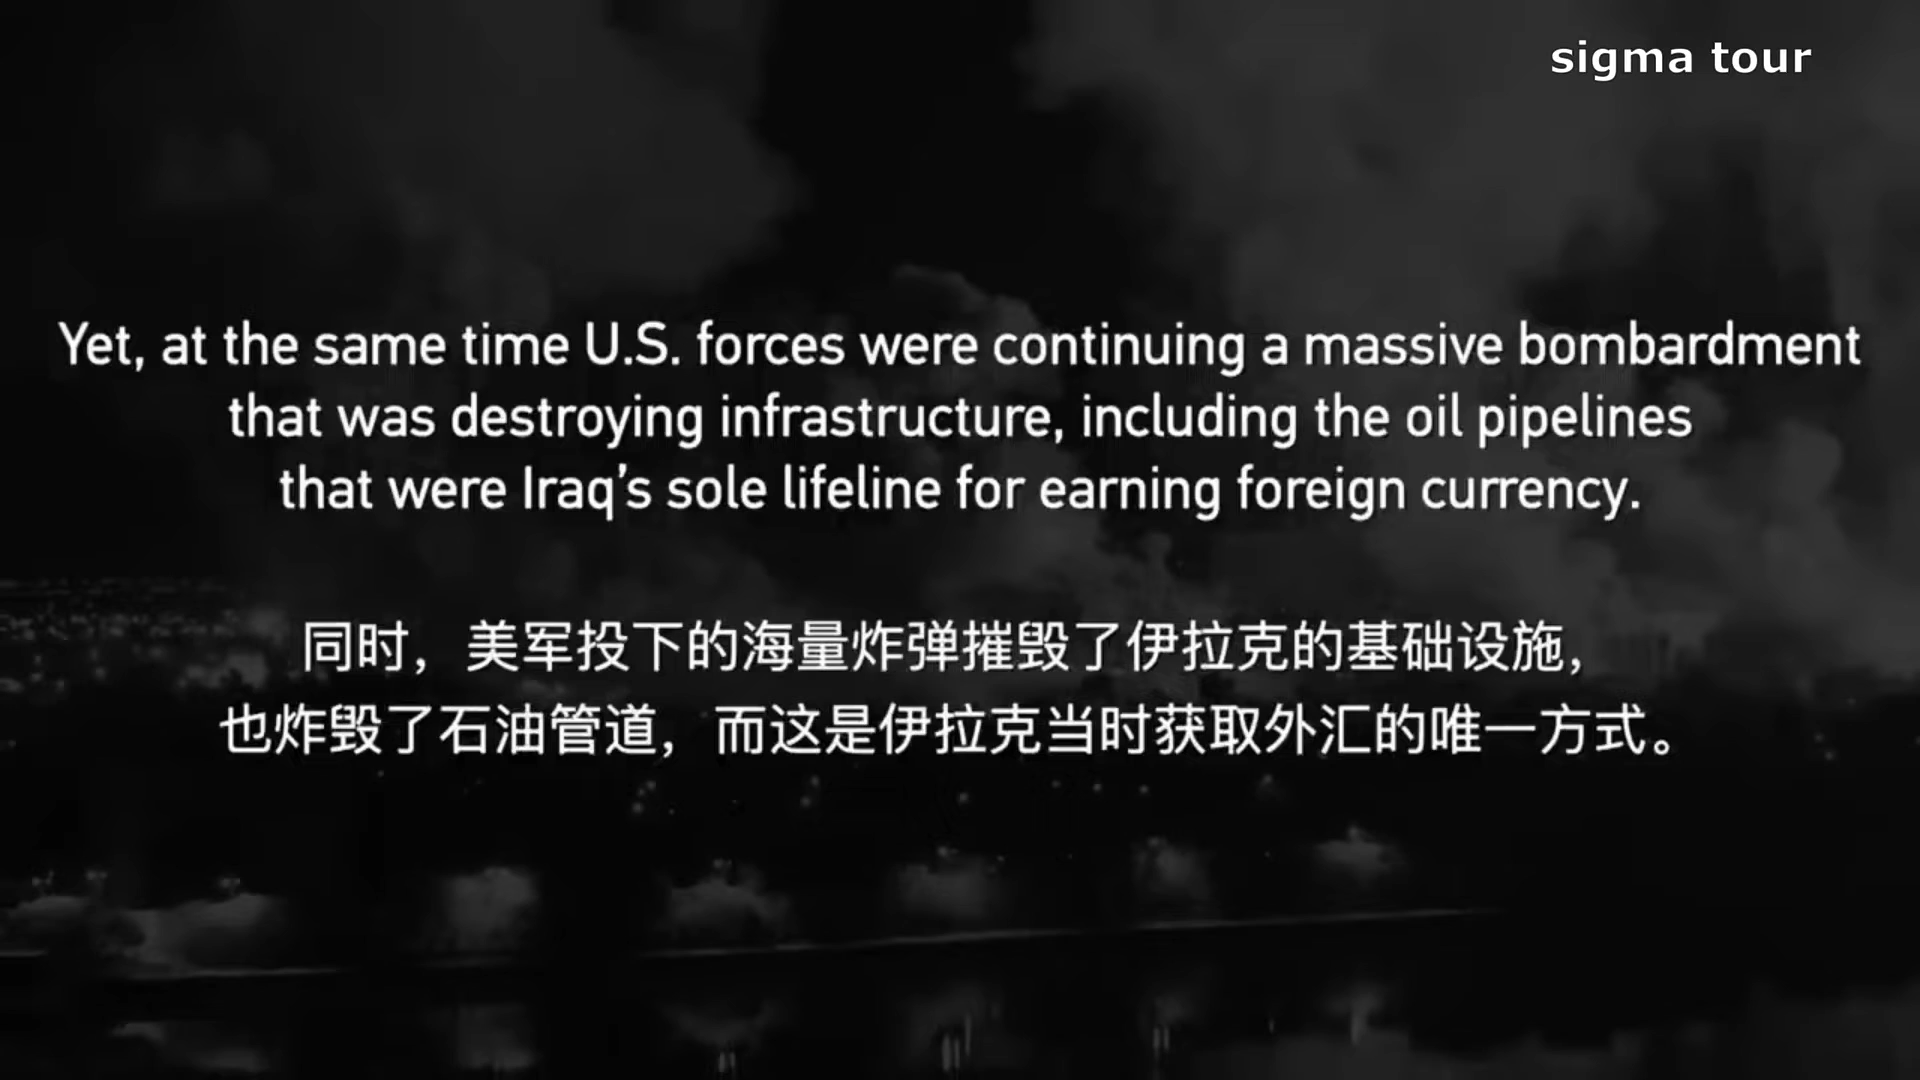 sigma tour
Yet, at the same time U.S. forces were continuing a massive bombardment
that was destroying infrastructure, including the oil pipelines
that were Iraq’s sole lifeline for earning foreign currency.
同时，美军投下的海量炸弹摧毁了伊拉克的基础设施，
也炸毁了石油管道，而这是伊拉克当时获取外汇的唯一方式。